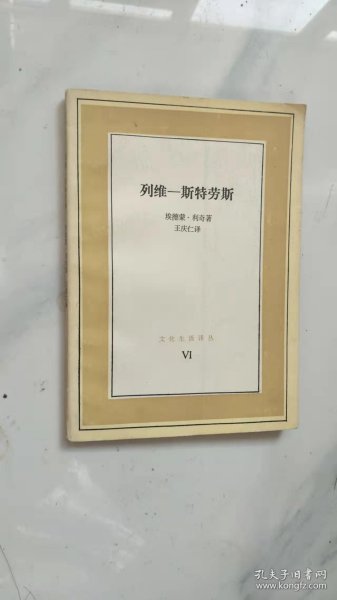 列维—斯特劳斯
埃德蒙·利奇著
王庆仁译
文化生活译丛
VI
孔夫子旧书网
www.kongfz.com